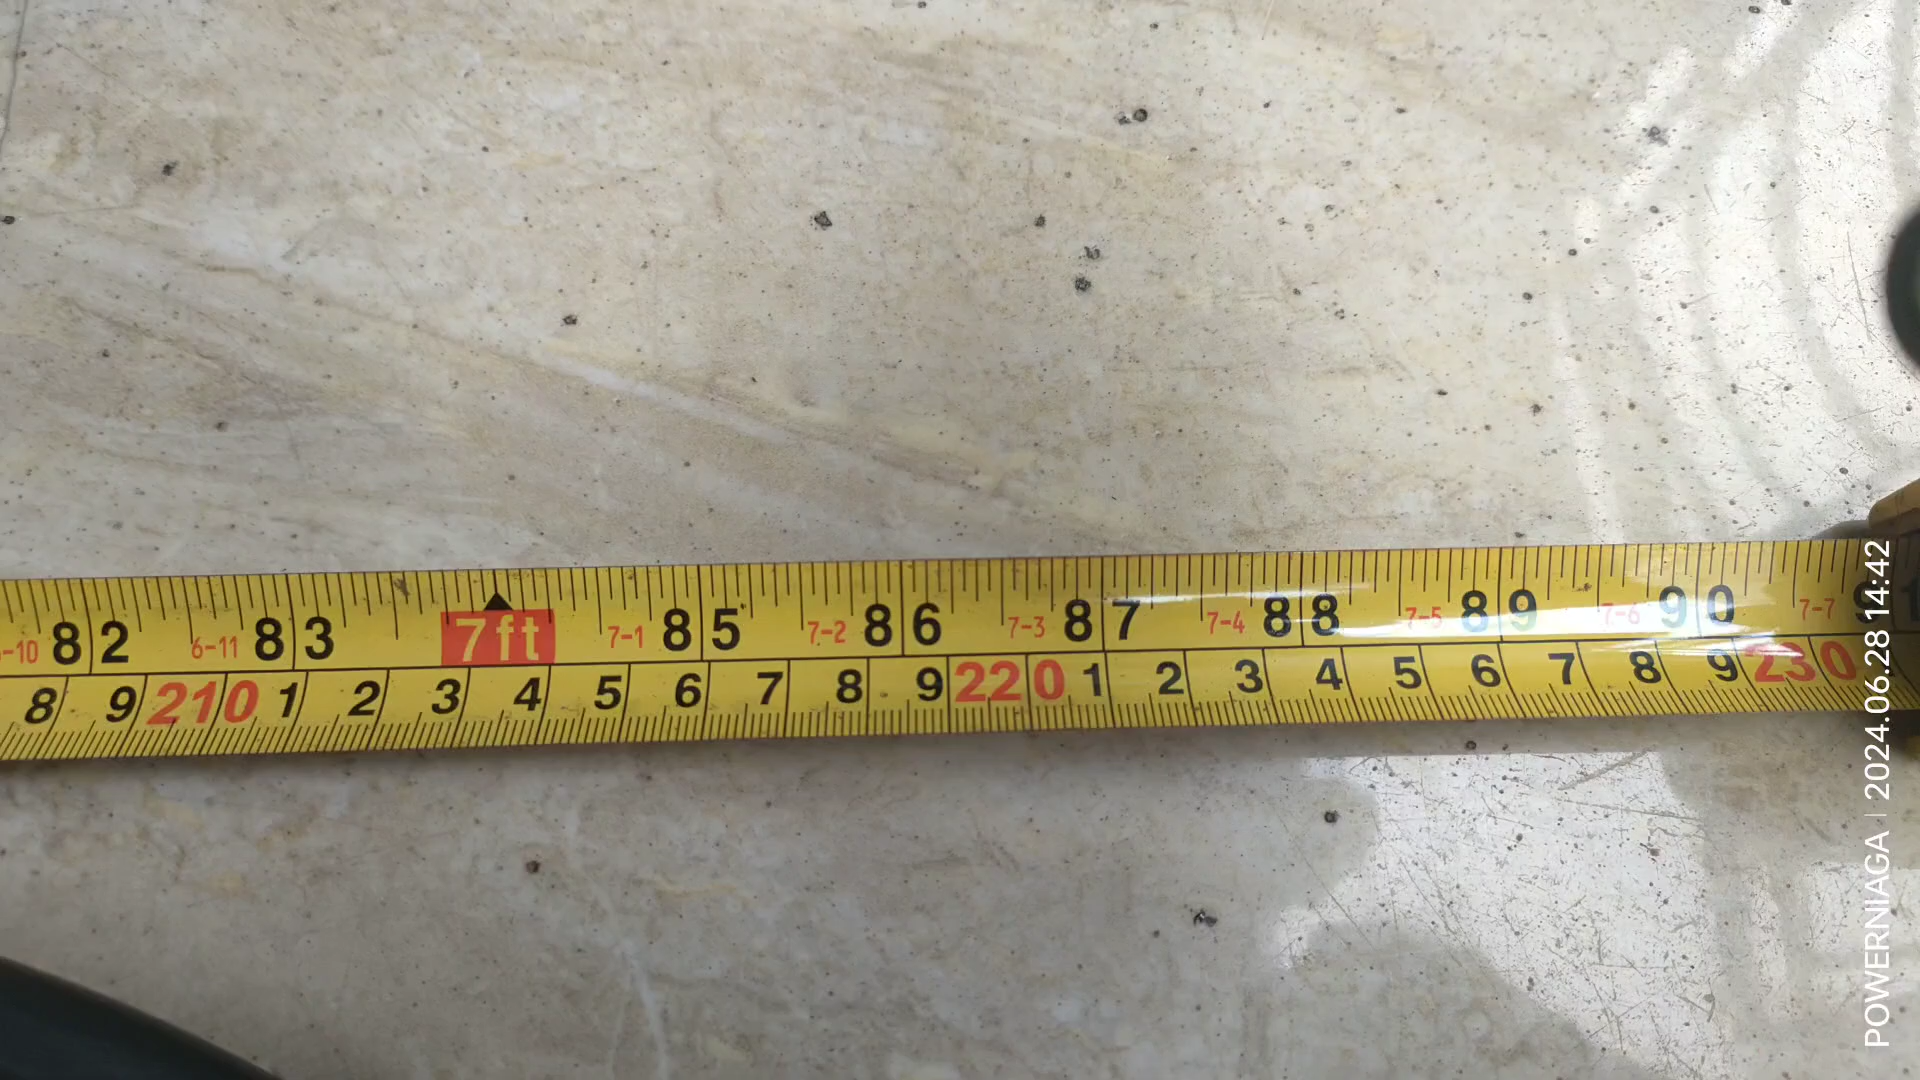 -10 82 6-11 83 7ft 7-1 85 7-2 86 7-3 87 7-4 88 7-5 89 7-6 90 7-7 9
8 9 210 1 2 3 4 5 6 7 8 9 220 1 2 3 4 5 6 7 8 9 230
POWERNIAGA | 2024.06.28 14:42